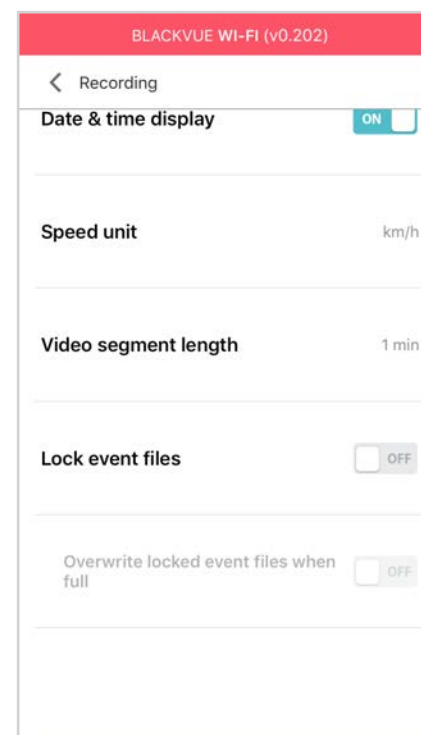 BLACKVUE WI-FI (v0.202)
Recording
Date & time display ON
Speed unit km/h
Video segment length 1 min
Lock event files OFF
Overwrite locked event files when
full OFF